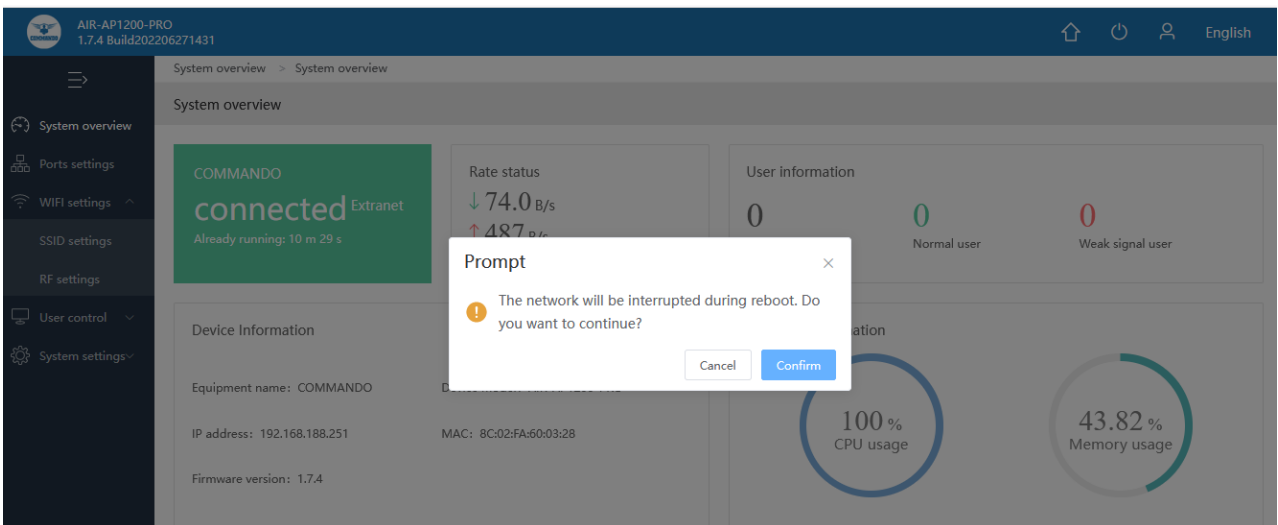 AIR-AP1200-PRO
1.7.4 Build202206271431
English
System overview > System overview
System overview
System overview
Ports settings
WIFI settings
SSID settings
RF settings
User control
System settings
COMMANDO
connected Extranet
Already running: 10 m 29 s
Rate status
↓ 74.0 B/s
↑ 487 B/s
User information
0
0
Normal user
0
Weak signal user
Prompt
The network will be interrupted during reboot. Do
you want to continue?
Cancel
Confirm
Device Information
Equipment name: COMMANDO
IP address: 192.168.188.251
MAC: 8C:02:FA:60:03:28
Firmware version: 1.7.4
100 %
CPU usage
43.82 %
Memory usage